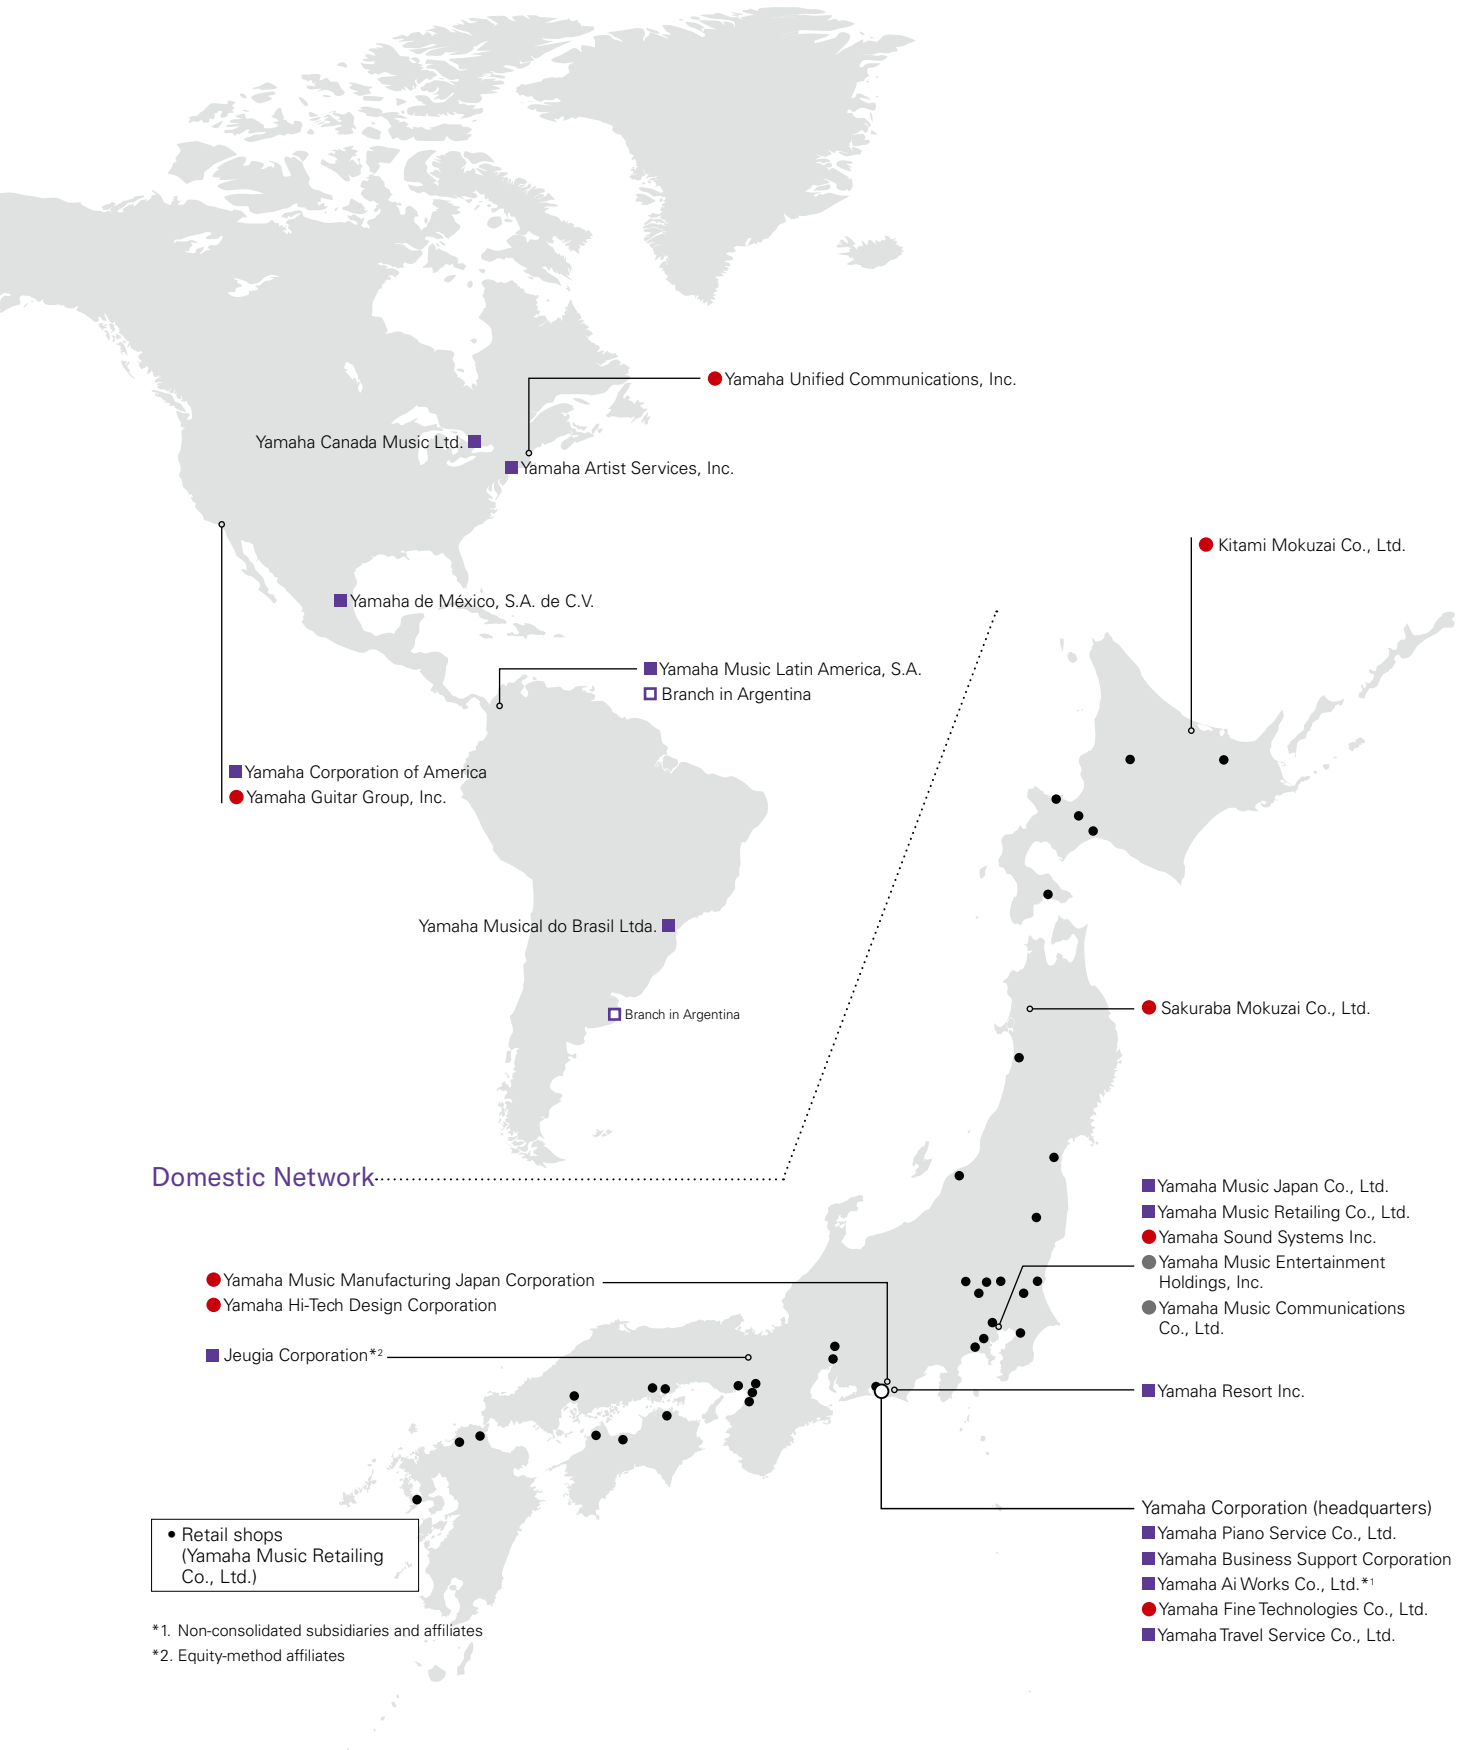 Yamaha Unified Communications, Inc.
Yamaha Canada Music Ltd.
Yamaha Artist Services, Inc.
Kitami Mokuzai Co., Ltd.
Yamaha de México, S.A. de C.V.
Yamaha Music Latin America, S.A.
Branch in Argentina
Yamaha Corporation of America
Yamaha Guitar Group, Inc.
Yamaha Musical do Brasil Ltda.
Branch in Argentina
Sakuraba Mokuzai Co., Ltd.
Domestic Network
Yamaha Music Japan Co., Ltd.
Yamaha Music Retailing Co., Ltd.
Yamaha Sound Systems Inc.
Yamaha Music Entertainment
Holdings, Inc.
Yamaha Music Communications
Co., Ltd.
Yamaha Music Manufacturing Japan Corporation
Yamaha Hi-Tech Design Corporation
Jeugia Corporation*2
Yamaha Resort Inc.
Yamaha Corporation (headquarters)
Yamaha Piano Service Co., Ltd.
Yamaha Business Support Corporation
Yamaha Ai Works Co., Ltd.*1
Yamaha Fine Technologies Co., Ltd.
Yamaha Travel Service Co., Ltd.
• Retail shops
(Yamaha Music Retailing
Co., Ltd.)
*1. Non-consolidated subsidiaries and affiliates
*2. Equity-method affiliates